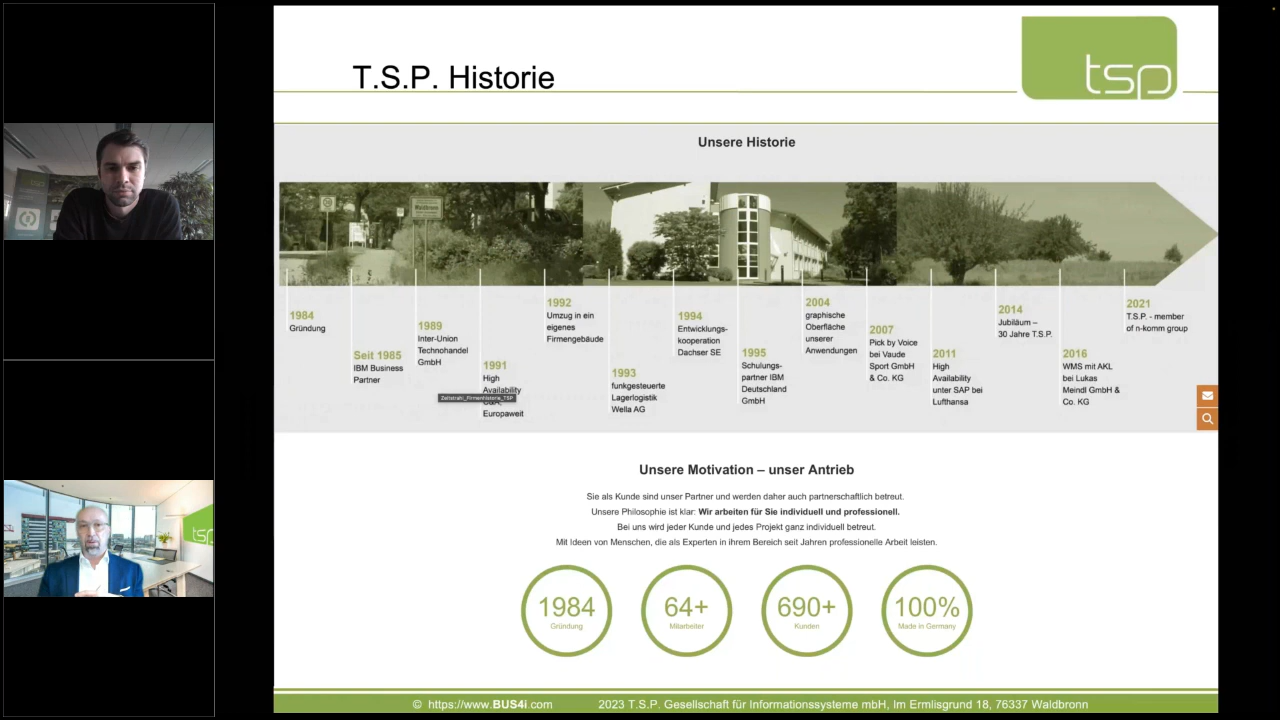 T.S.P. Historie
tsp
Unsere Historie
Waldbronn
1984
Gründung
Seit 1985
IBM Business
Partner
1989
Inter-Union
Technohandel
GmbH
1991
High
Availability
C&A,
Europaweit
Zeitstrahl_Firmenhistorie_TSP
1992
Umzug in ein
eigenes
Firmengebäude
1993
funkgesteuerte
Lagerlogistik
Wella AG
1994
Entwicklungs-
kooperation
Dachser SE
1995
Schulungs-
partner IBM
Deutschland
GmbH
2004
graphische
Oberfläche
unserer
Anwendungen
2007
Pick by Voice
bei Vaude
Sport GmbH
& Co. KG
2011
High
Availability
unter SAP bei
Lufthansa
2014
Jubiläum –
30 Jahre T.S.P.
2016
WMS mit AKL
bei Lukas
Meindl GmbH &
Co. KG
2021
T.S.P. - member
of n-komm group
Unsere Motivation – unser Antrieb
Sie als Kunde sind unser Partner und werden daher auch partnerschaftlich betreut.
Unsere Philosophie ist klar: Wir arbeiten für Sie individuell und professionell.
Bei uns wird jeder Kunde und jedes Projekt ganz individuell betreut.
Mit Ideen von Menschen, die als Experten in ihrem Bereich seit Jahren professionelle Arbeit leisten.
1984
Gründung
64+
Mitarbeiter
690+
Kunden
100%
Made in Germany
© https://www.BUS4i.com 2023 T.S.P. Gesellschaft für Informationssysteme mbH, Im Ermlisgrund 18, 76337 Waldbronn
tsp